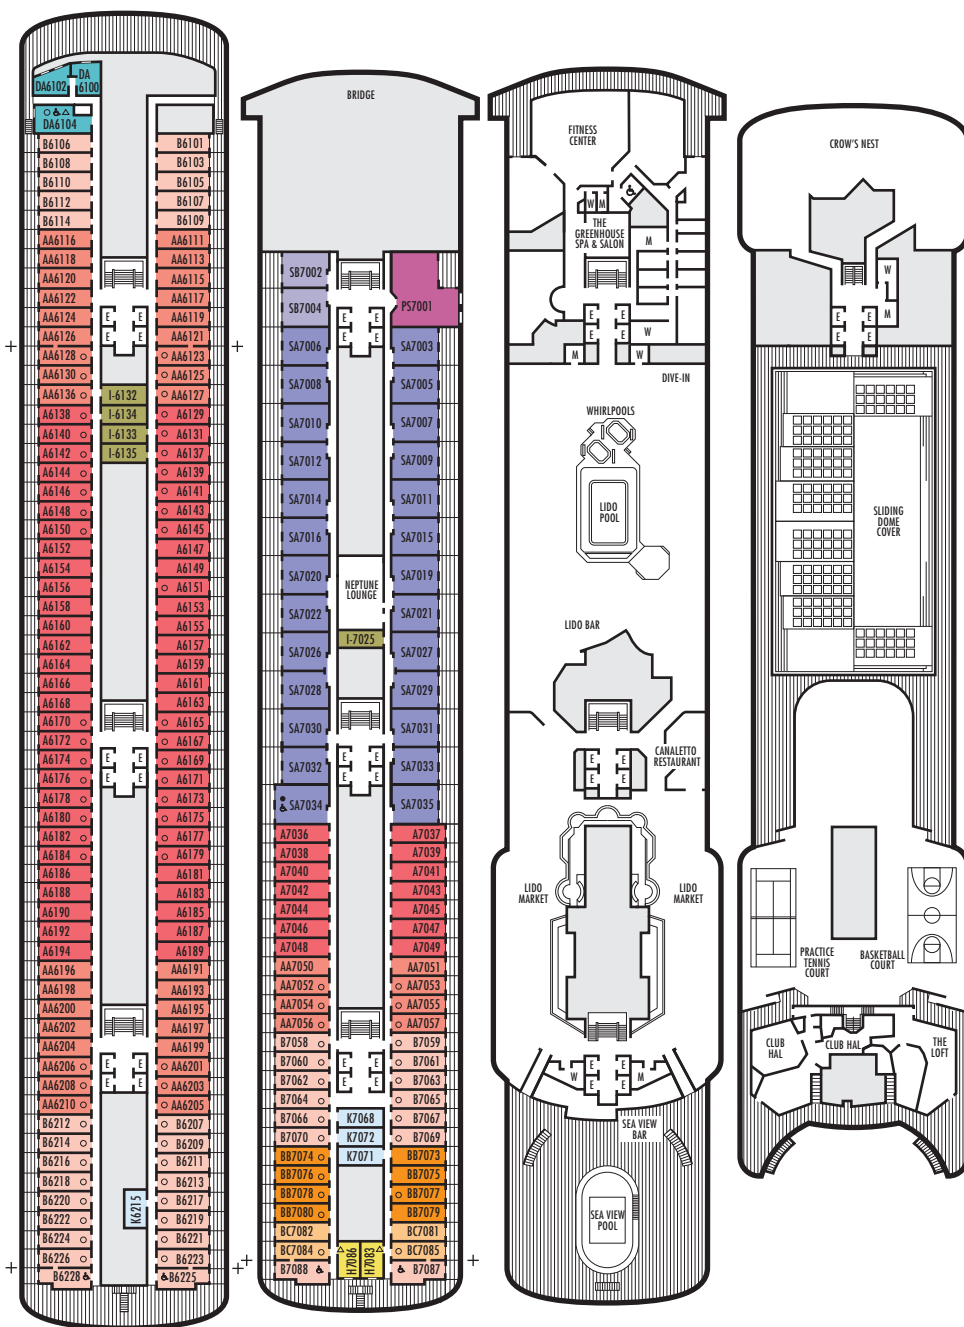 DA6102
DA
6100
DA6104
B6106
B6108
B6110
B6112
B6114
AA6116
AA6118
AA6120
AA6122
AA6124
AA6126
AA6128
AA6130
AA6136
A6138
A6140
A6142
A6144
A6146
A6148
A6150
A6152
A6154
A6156
A6158
A6160
A6162
A6164
A6166
A6168
A6170
A6172
A6174
A6176
A6178
A6180
A6182
A6184
A6186
A6188
A6190
A6192
A6194
AA6196
AA6198
AA6200
AA6202
AA6204
AA6206
AA6208
AA6210
B6212
B6214
B6216
B6218
B6220
B6222
B6224
B6226
B6228
E E
E E
I-6132
I-6134
I-6133
I-6135
E E
E E
E E
E E
K6215
B6101
B6103
B6105
B6107
B6109
AA6111
AA6113
AA6115
AA6117
AA6119
AA6121
AA6123
AA6125
AA6127
A6129
A6131
A6137
A6139
A6141
A6143
A6145
A6147
A6149
A6151
A6153
A6155
A6157
A6159
A6161
A6163
A6165
A6167
A6169
A6171
A6173
A6175
A6177
A6179
A6181
A6183
A6185
A6187
A6189
AA6191
AA6193
AA6195
AA6197
AA6199
AA6201
AA6203
AA6205
B6207
B6209
B6211
B6213
B6217
B6219
B6221
B6223
B6225
BRIDGE
SB7002
SB7004
SA7006
SA7008
SA7010
SA7012
SA7014
SA7016
SA7020
SA7022
SA7026
SA7028
SA7030
SA7032
SA7034
A7036
A7038
A7040
A7042
A7044
A7046
A7048
AA7050
AA7052
AA7054
AA7056
B7058
B7060
B7062
B7064
B7066
B7070
BB7074
BB7076
BB7078
BB7080
BC7082
BC7084
B7088
E E
E E
NEPTUNE
LOUNGE
I-7025
E E
E E
E E
E E
K7068
K7072
K7071
H7086
H7083
PS7001
SA7003
SA7005
SA7007
SA7009
SA7011
SA7015
SA7019
SA7021
SA7027
SA7029
SA7031
SA7033
SA7035
A7037
A7039
A7041
A7043
A7045
A7047
A7049
AA7051
AA7053
AA7055
AA7057
B7059
B7061
B7063
B7065
B7067
B7069
BB7073
BB7075
BB7077
BB7079
BC7081
BC7085
B7087
FITNESS
CENTER
W M
THE
GREENHOUSE
SPA & SALON
M
E E
E E
W
M
W
DIVE-IN
WHIRLPOOLS
LIDO
POOL
LIDO BAR
E E
E E
CANALETTO
RESTAURANT
LIDO
MARKET
LIDO
MARKET
W
E E
E E
M
SEA VIEW
BAR
SEA VIEW
POOL
CROW'S NEST
W
M
E E
E E
SLIDING
DOME
COVER
PRACTICE
TENNIS
COURT
BASKETBALL
COURT
CLUB
HAL
CLUB HAL
THE
LOFT